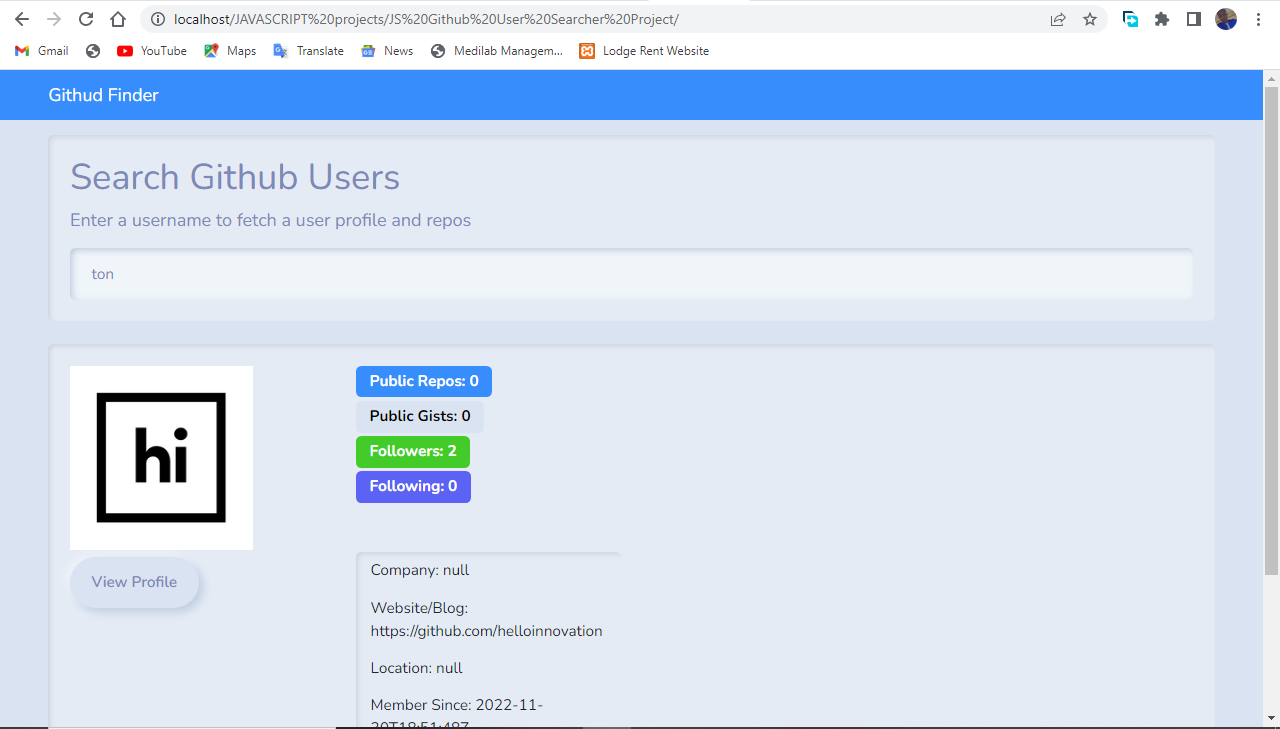 localhost/JAVASCRIPT%20projects/JS%20Github%20User%20Searcher%20Project/
Gmail YouTube Maps Translate News Medilab Managem... Lodge Rent Website
Githud Finder
Search Github Users
Enter a username to fetch a user profile and repos
ton
hi
View Profile
Public Repos: 0
Public Gists: 0
Followers: 2
Following: 0
Company: null
Website/Blog:
https://github.com/helloinnovation
Location: null
Member Since: 2022-11-